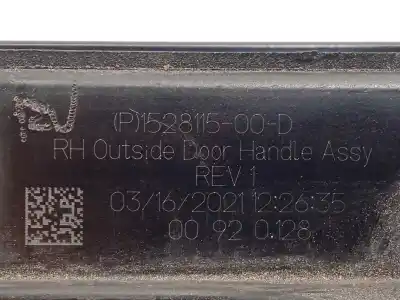 (P)1528115-00-D
RH Outside Door Handle Assy
REV 1
03/16/2021 12:26:35
00 92 0.128